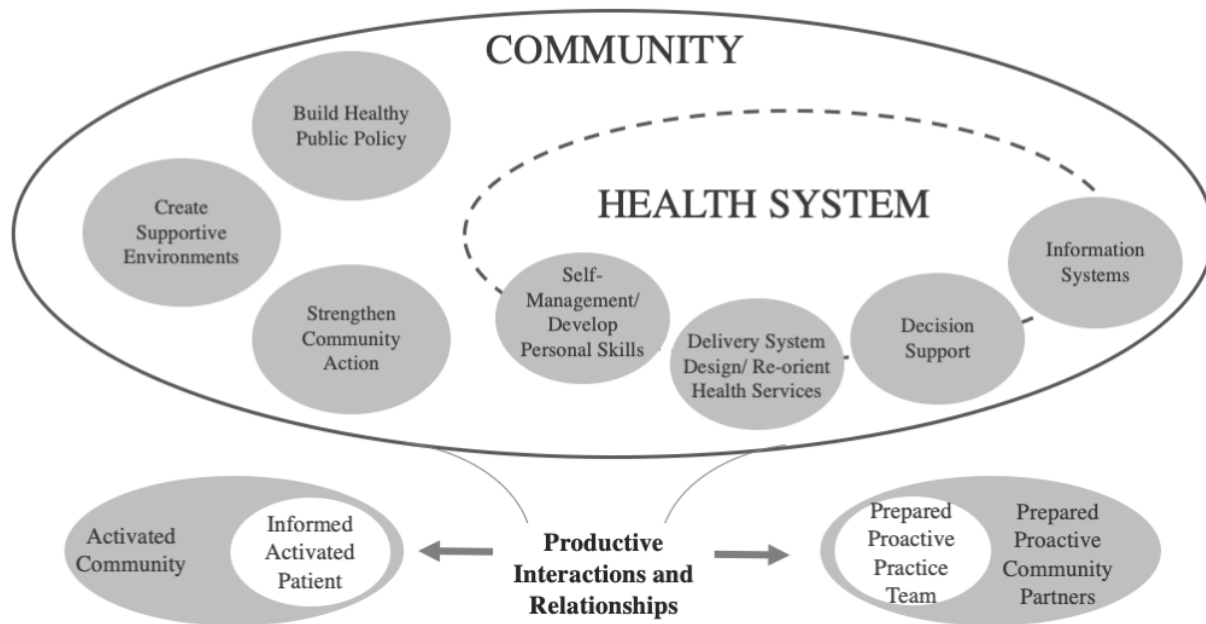 COMMUNITY
Build Healthy
Public Policy
Create
Supportive
Environments
Strengthen
Community
Action
HEALTH SYSTEM
Self-
Management/
Develop
Personal Skills
Delivery System
Design/ Re-orient
Health Services
Decision
Support
Information
Systems
Activated
Community
Informed
Activated
Patient
Productive
Interactions and
Relationships
Prepared
Proactive
Practice
Team
Prepared
Proactive
Community
Partners